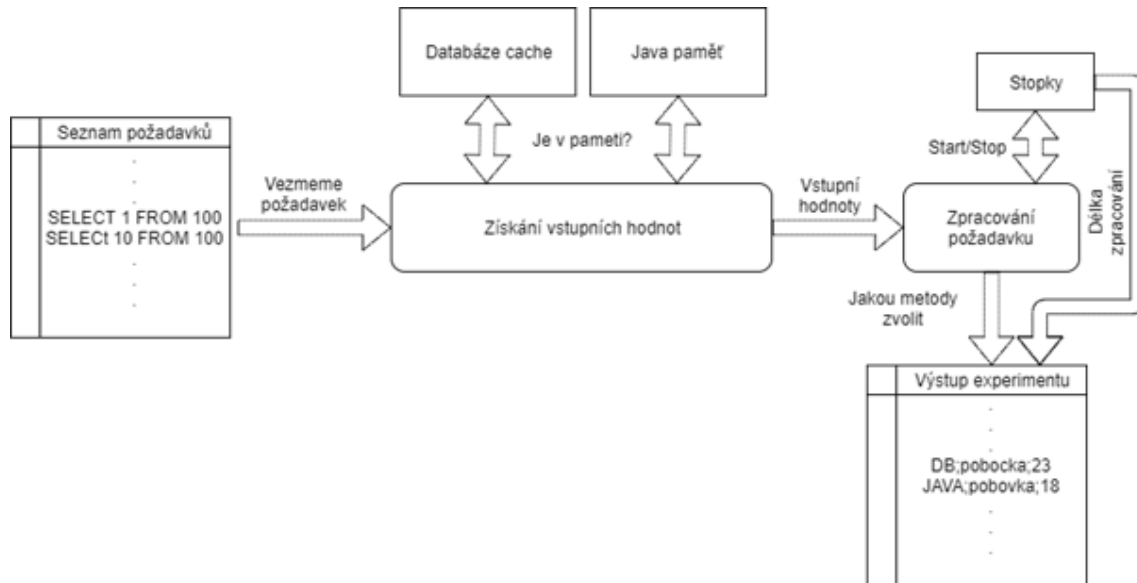 Databáze cache
Java paměť
Stopky
Seznam požadavků
SELECT 1 FROM 100
SELECt 10 FROM 100
Vezmeme
požadavek
Je v pameti?
Získání vstupních hodnot
Vstupní
hodnoty
Start/Stop
Zpracování
požadavku
Délka
zpracování
Jakou metody
zvolit
Výstup experimentu
DB;pobocka;23
JAVA;pobovka;18